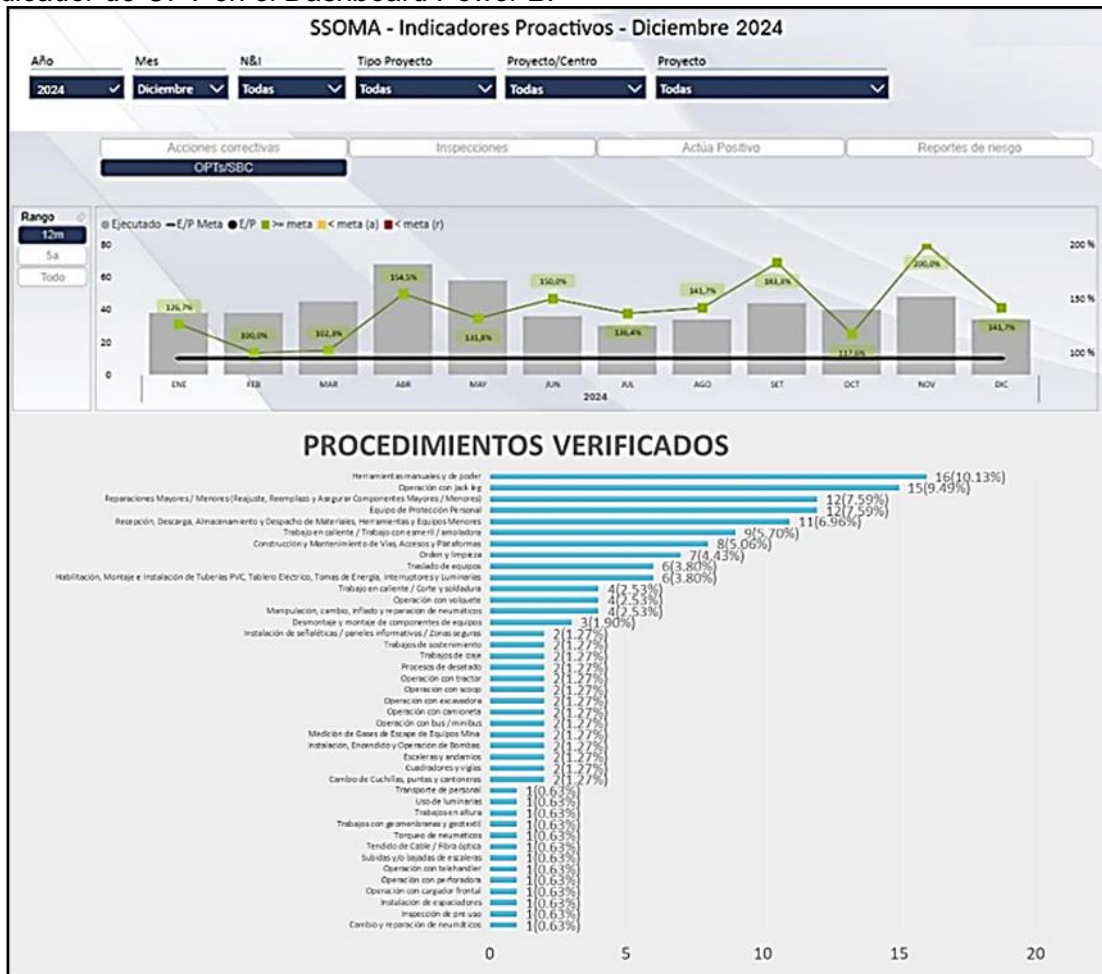 SSOMA - Indicadores Proactivos - Diciembre 2024
Año Mes N&I Tipo Proyecto Proyecto/Centro Proyecto
2024 Diciembre Todas Todas Todas Todas
Acciones correctivas Inspecciones Actúa Positivo Reportes de riesgo
OPTs/SBC
Rango
12m
5a
Todo
Ejecutado E/P Meta E/P >= meta < meta (a) < meta (r)
80 200 %
60
40 150 %
20
0 100 %
126,7% 100,0% 102,3% 154,5% 131,8% 150,0% 136,4% 141,7% 183,3% 117,6% 200,0% 141,7%
ENE FEB MAR ABR MAY JUN JUL AGO SET OCT NOV DIC
2024
PROCEDIMIENTOS VERIFICADOS
Herramientas manuales y de poder 16(10.13%)
Operación con jack leg 15(9.49%)
Reparaciones Mayores / Menores (Reajuste, Reemplazo y Asegurar Componentes Mayores / Menores) 12(7.59%)
Equipo de Protección Personal 12(7.59%)
Recepción, Descarga, Almacenamiento y Despacho de Materiales, Herramientas y Equipos Menores 11(6.96%)
Trabajo en caliente / Trabajo con esmeril / amoladora 9(5.70%)
Construcción y Mantenimiento de Vías, Accesos y Plataformas 8(5.06%)
Orden y limpieza 7(4.43%)
Traslado de equipos 6(3.80%)
Habilitación, Montaje e Instalación de Tuberías PVC, Tablero Eléctrico, Tomas de Energía, Interruptores y Luminarias 6(3.80%)
Trabajo en caliente / Corte y soldadura 4(2.53%)
Operación con volquete 4(2.53%)
Manipulación, cambio, inflado y reparación de neumáticos 4(2.53%)
Desmontaje y montaje de componentes de equipos 3(1.90%)
Instalación de señaléticas / paneles informativos / Zonas seguras 2(1.27%)
Trabajos de sostenimiento 2(1.27%)
Trabajos de izaje 2(1.27%)
Procesos de desatado 2(1.27%)
Operación con tractor 2(1.27%)
Operación con scoop 2(1.27%)
Operación con excavadora 2(1.27%)
Operación con camioneta 2(1.27%)
Operación con bus / minibus 2(1.27%)
Medición de Gases de Escape de Equipos Mina 2(1.27%)
Instalación, Encendido y Operación de Bombas 2(1.27%)
Escaleras y andamios 2(1.27%)
Cuadradores y vigías 2(1.27%)
Cambio de Cuchillas, puntas y cantoneras 2(1.27%)
Transporte de personal 1(0.63%)
Uso de luminarias 1(0.63%)
Trabajos en altura 1(0.63%)
Trabajos con geomenbranas y geotextil 1(0.63%)
Torqueo de neumáticos 1(0.63%)
Tendido de Cable / Fibra óptica 1(0.63%)
Subidas y/o bajadas de escaleras 1(0.63%)
Operación con telehandler 1(0.63%)
Operación con perforadora 1(0.63%)
Operación con cargador frontal 1(0.63%)
Instalación de espaciadores 1(0.63%)
Inspección de pre uso 1(0.63%)
Cambio y reparación de neumáticos 1(0.63%)
0 5 10 15 20